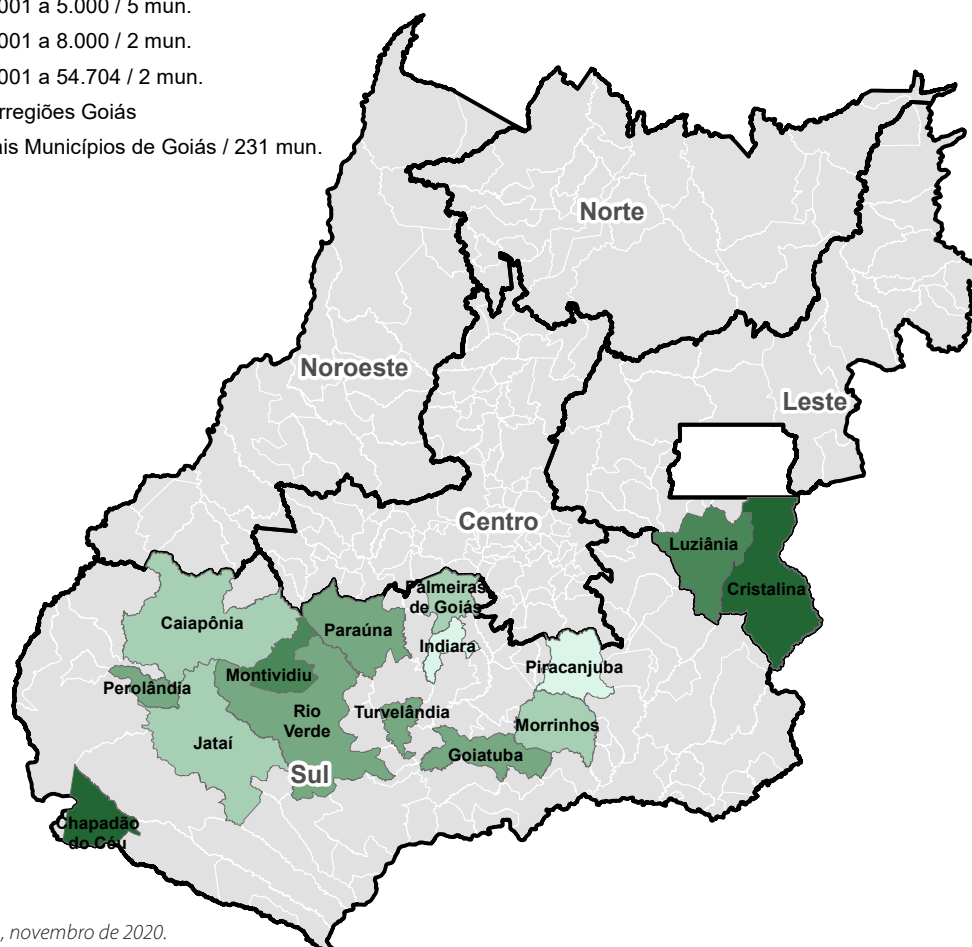 001 a 5.000 / 5 mun.
001 a 8.000 / 2 mun.
001 a 54.704 / 2 mun.
rregiões Goiás
is Municípios de Goiás / 231 mun.
Norte
Noroeste
Leste
Centro
Luziânia
Cristalina
Palmeiras
de Goiás
Caiapônia
Paraúna
Indiara
Piracanjuba
Montividiu
Perolândia
Rio
Verde
Turvelândia
Morrinhos
Jataí
Goiatuba
Sul
Chapadão
do Céu
, novembro de 2020.